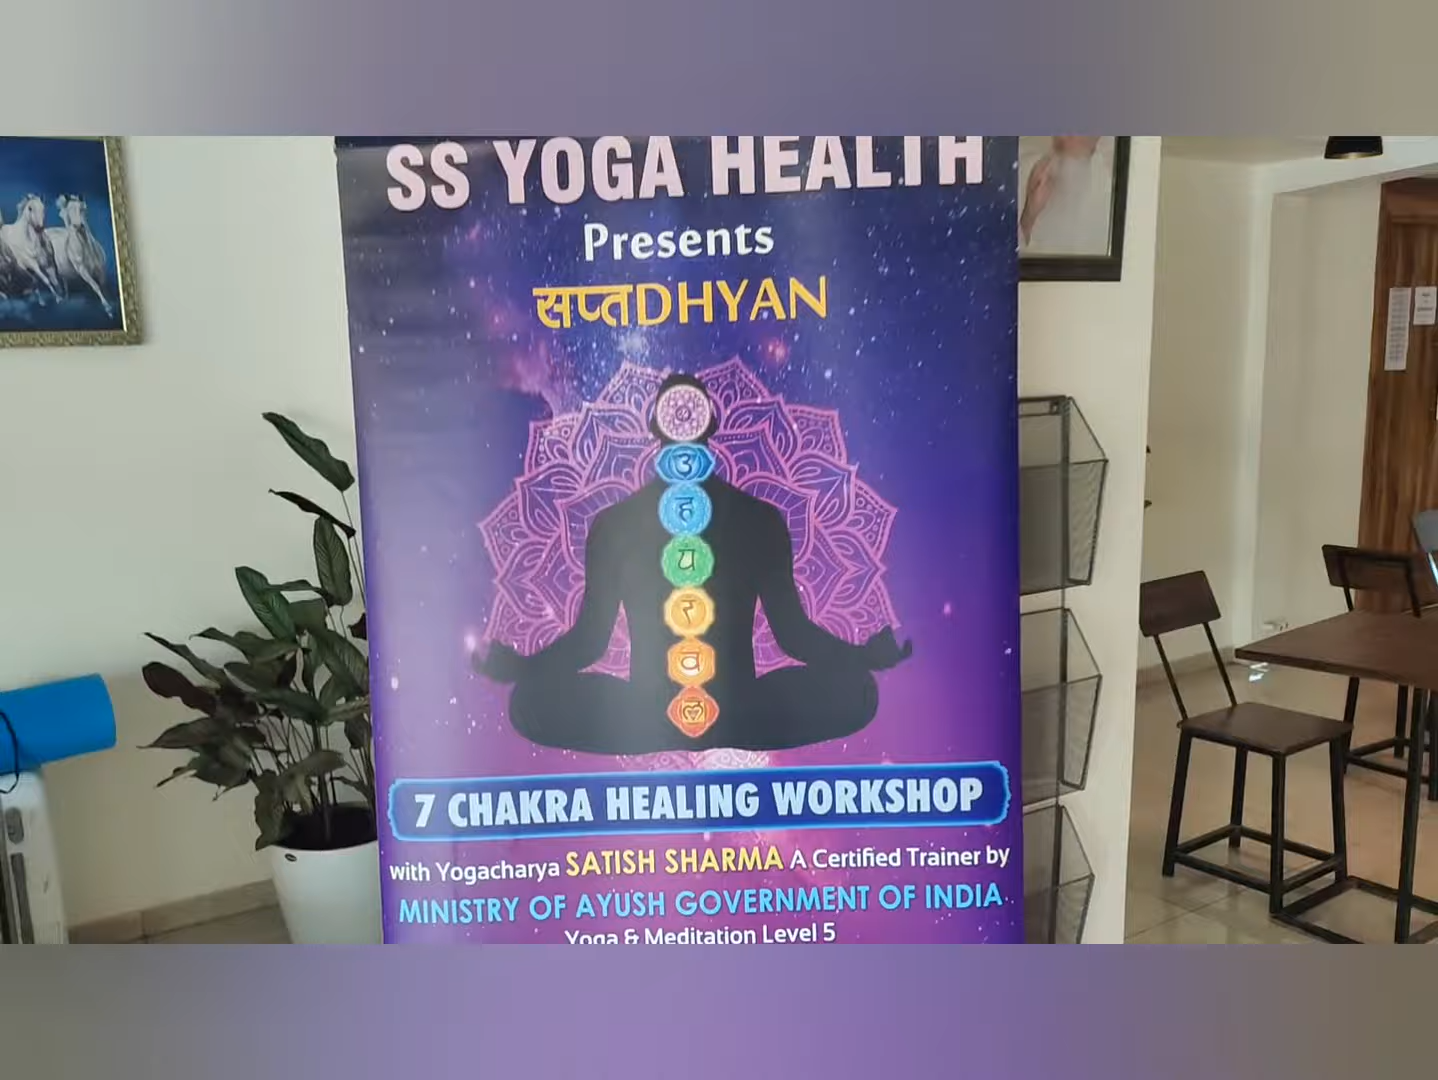 SS YOGA HEALTH
Presents
सप्तDHYAN
उ
ह
य
र
व
ल
7 CHAKRA HEALING WORKSHOP
with Yogacharya SATISH SHARMA A Certified Trainer by
MINISTRY OF AYUSH GOVERNMENT OF INDIA
Yoga & Meditation Level 5